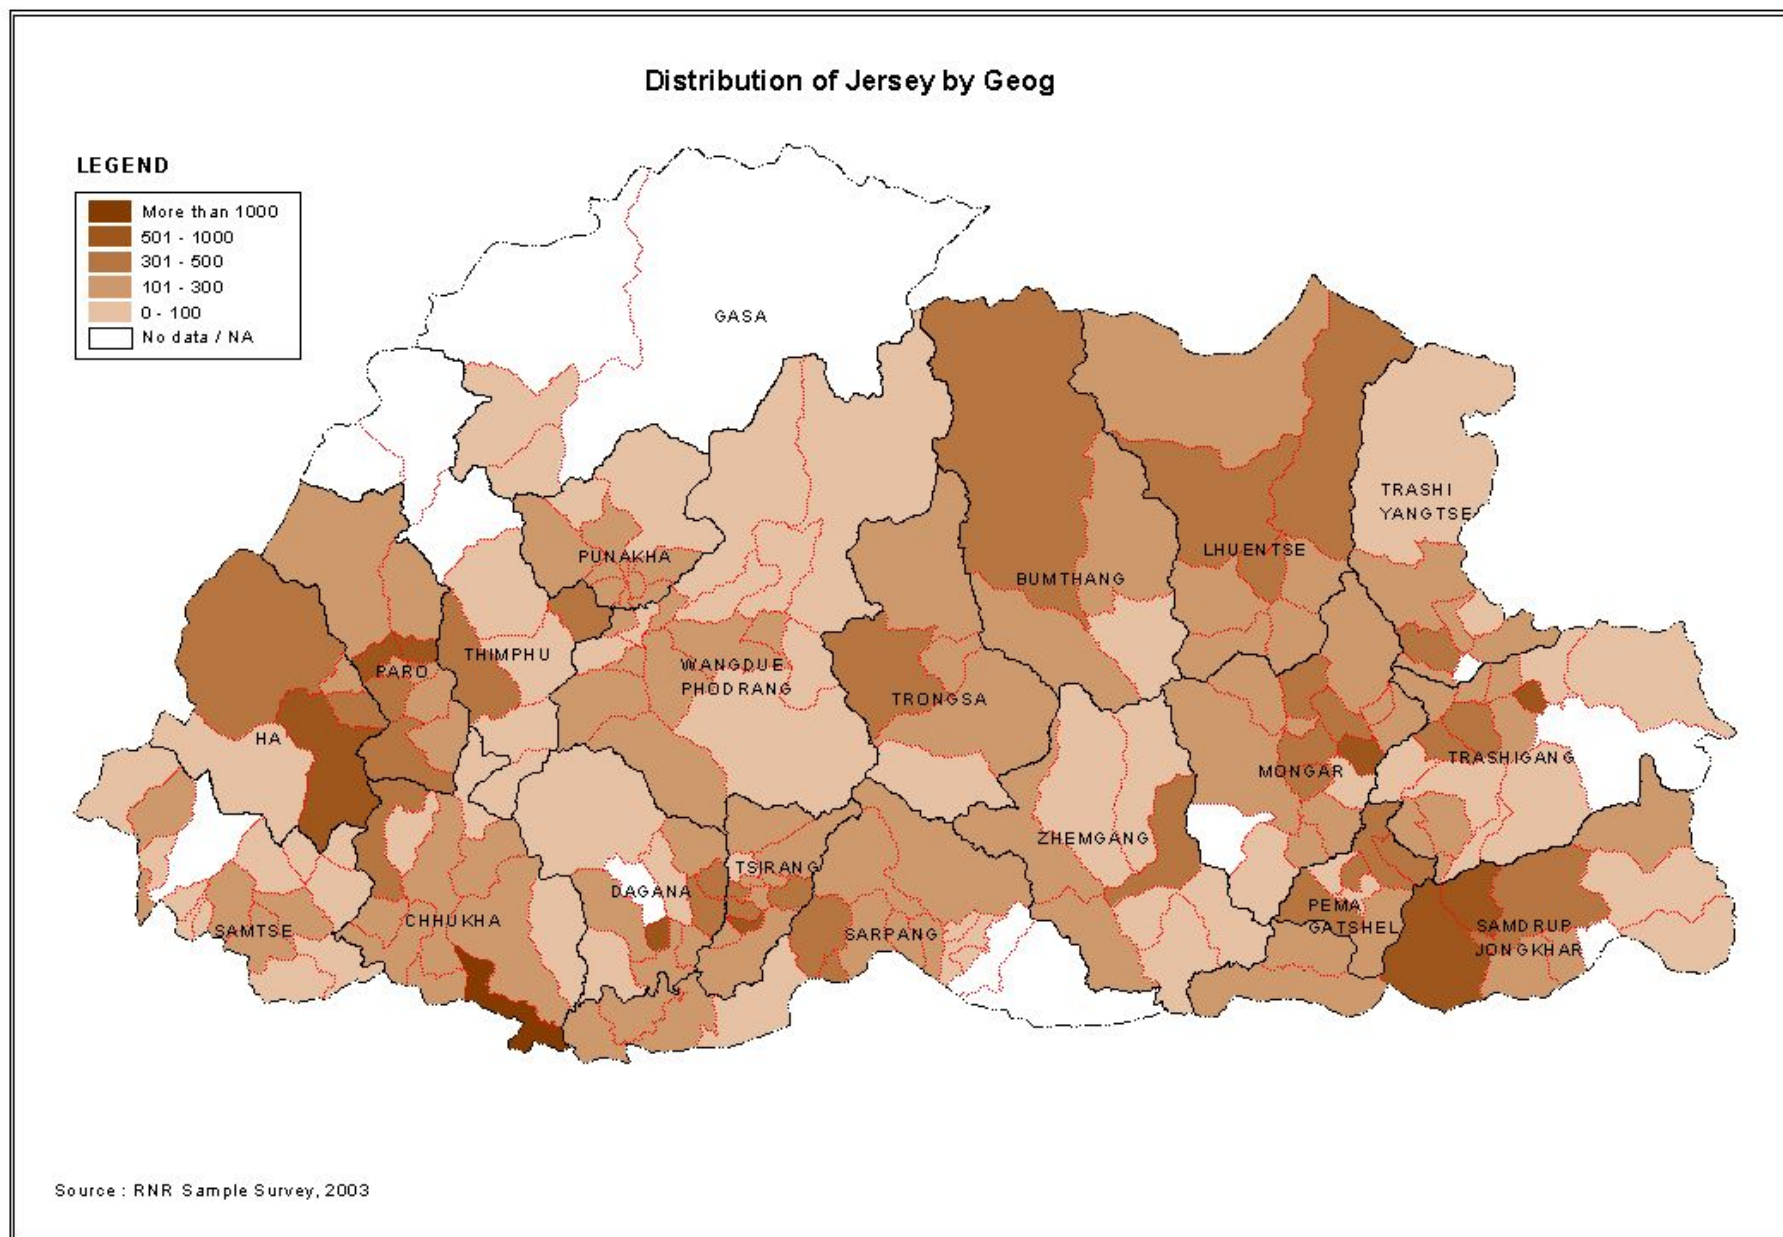 Distribution of Jersey by Geog
LEGEND
More than 1000
501 - 1000
301 - 500
101 - 300
0 - 100
No data / NA
GASA
TRASHI
YANGTSE
PUNAKHA
LHUENTSE
BUMTHANG
THIMPHU
PARO
WANGDUE
PHODRANG
TRONGSA
HA
MONGAR
TRASHIGANG
ZHEMGANG
TSIRANG
DAGANA
CHHUKHA
SAMTSE
SARPANG
PEMA
GATSHEL
SAMDRUP
JONGKHAR
Source : RNR Sample Survey, 2003